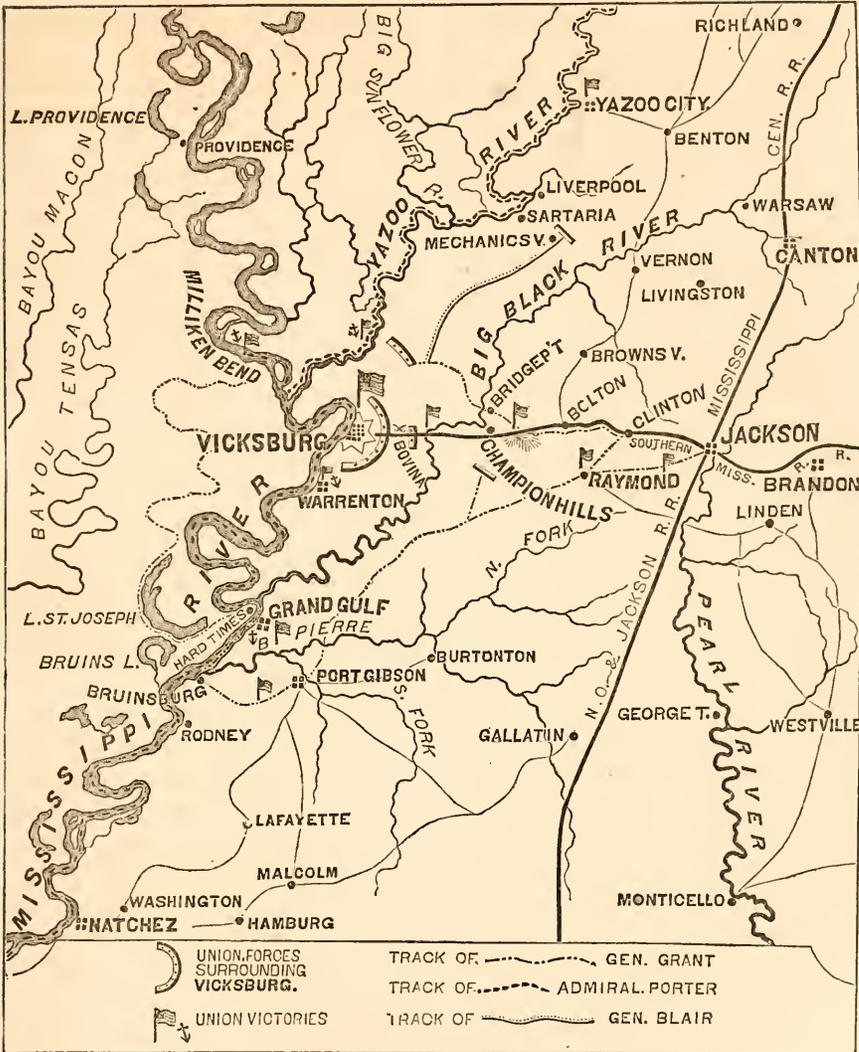 RICHLAND
BIG SUNFLOWER R.
L. PROVIDENCE
PROVIDENCE
YAZOO RIVER
YAZOO CITY
BENTON
CEN. R. R.
BAYOU MACON
LIVERPOOL
SARTARIA
WARSAW
MECHANICSV.
BIG BLACK RIVER
CANTON
VERNON
LIVINGSTON
MILLIKEN BEND
BAYOU TENSAS
BROWNSV.
MISSISSIPPI
BRIDGEP'T
BOLTON
CLINTON
VICKSBURG
BOVINA
SOUTHERN
JACKSON
CHAMPION HILLS
MISS. R. R.
RAYMOND
BRANDON
WARRENTON
LINDEN
N. FORK
L. ST. JOSEPH
GRAND GULF
HARD TIMES
B
PIERRE
BRUINS L.
BURTONTON
PEARL RIVER
BRUINSBURG
PORT GIBSON
S. FORK
N.O. & JACKSON R. R.
GEORGE T.
WESTVILLE
RODNEY
GALLATIN
MISSISSIPPI RIVER
LAFAYETTE
MALCOLM
WASHINGTON
MONTICELLO
NATCHEZ
HAMBURG
UNION FORCES
SURROUNDING
VICKSBURG.
UNION VICTORIES
TRACK OF GEN. GRANT
TRACK OF ADMIRAL. PORTER
TRACK OF GEN. BLAIR